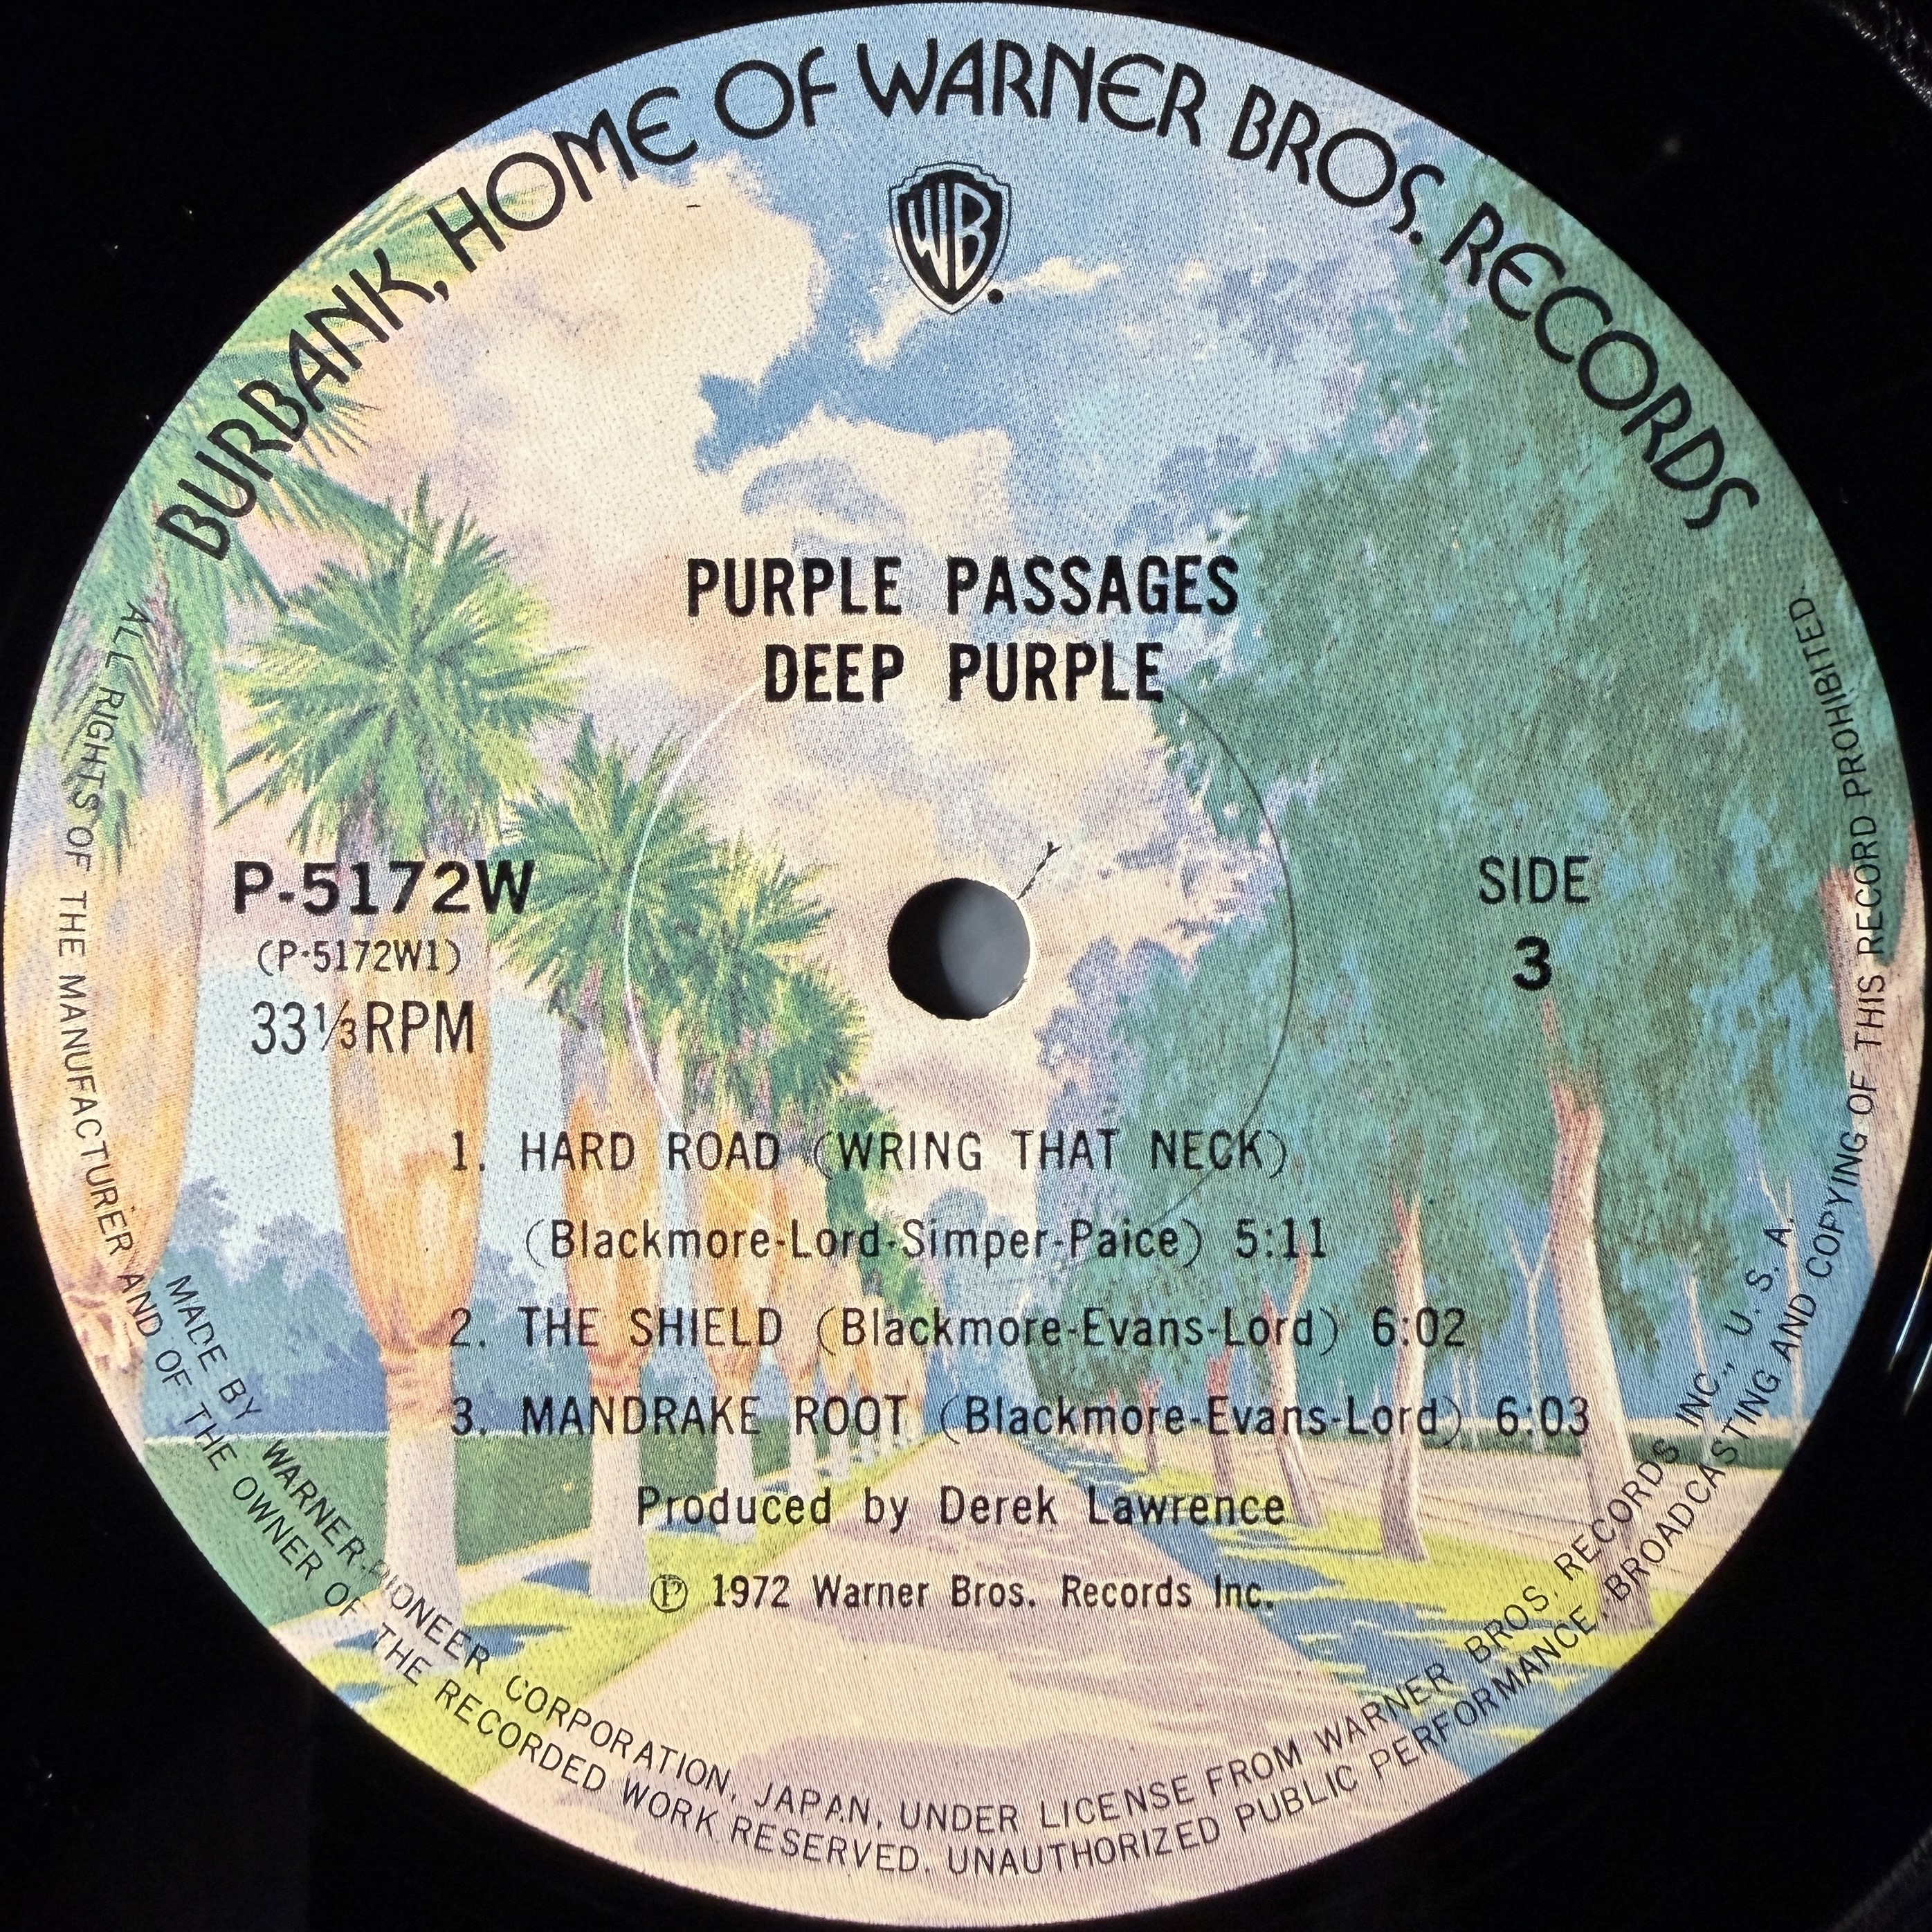 BURBANK, HOME OF WARNER BROS. RECORDS
WB
PURPLE PASSAGES
DEEP PURPLE
P-5172W
(P-5172W1)
33⅓RPM
SIDE
3
1. HARD ROAD (WRING THAT NECK)
(Blackmore-Lord-Simper-Paice) 5:11
2. THE SHIELD (Blackmore-Evans-Lord) 6:02
3. MANDRAKE ROOT (Blackmore-Evans-Lord) 6:03
Produced by Derek Lawrence
Ⓟ 1972 Warner Bros. Records Inc.
MADE BY WARNER-PIONEER CORPORATION, JAPAN, UNDER LICENSE FROM WARNER BROS. RECORDS INC., U. S. A.
ALL RIGHTS OF THE MANUFACTURER AND OF THE OWNER OF THE RECORDED WORK RESERVED. UNAUTHORIZED PUBLIC PERFORMANCE, BROADCASTING AND COPYING OF THIS RECORD PROHIBITED